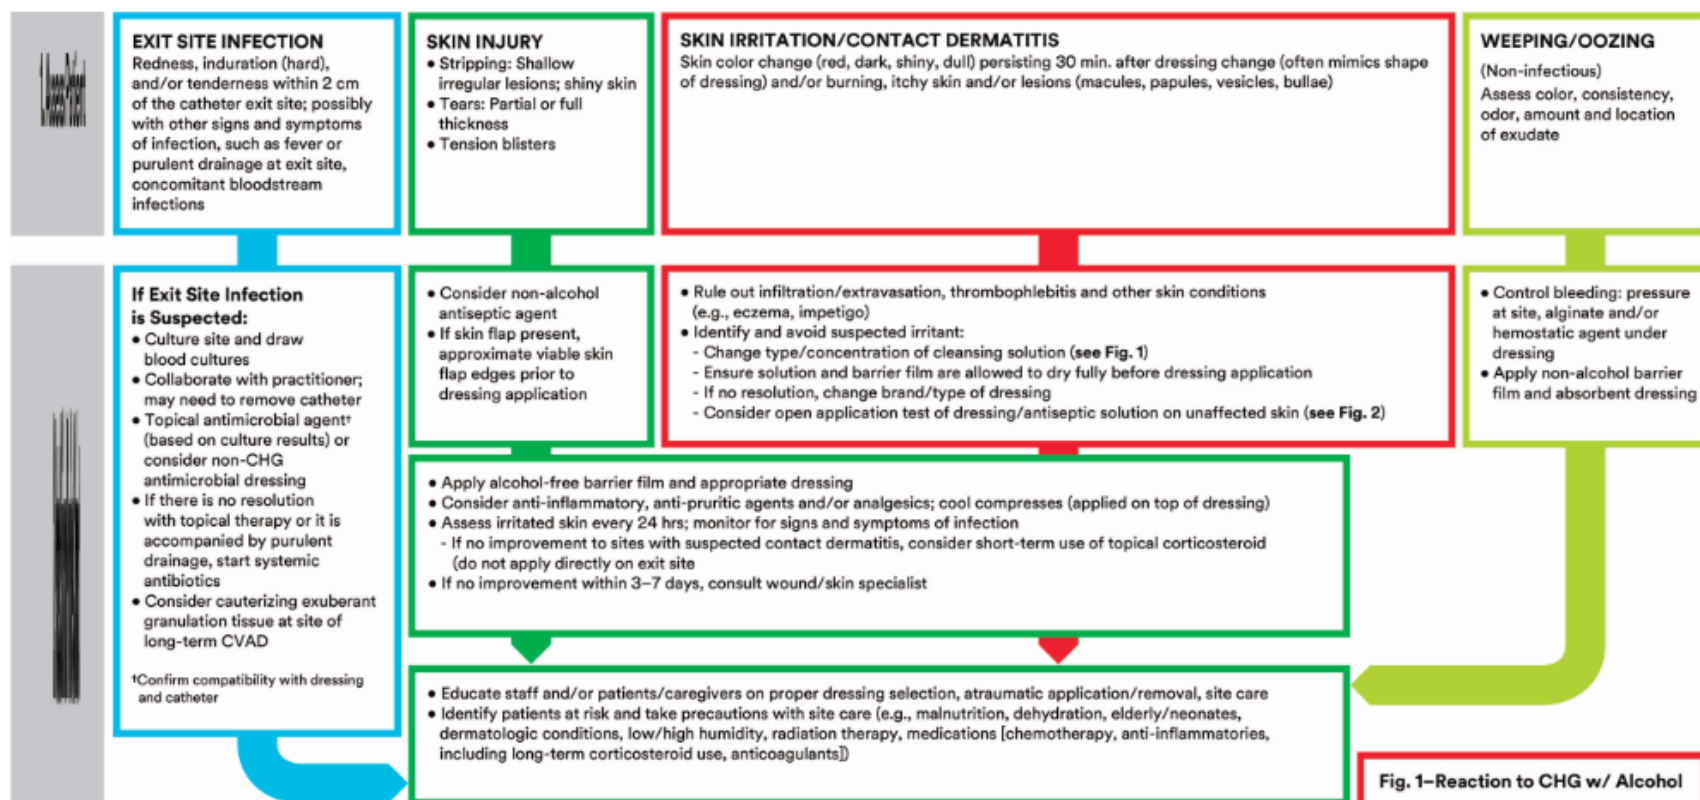 EXIT SITE INFECTION
Redness, induration (hard),
and/or tenderness within 2 cm
of the catheter exit site; possibly
with other signs and symptoms
of infection, such as fever or
purulent drainage at exit site,
concomitant bloodstream
infections
SKIN INJURY
• Stripping: Shallow
irregular lesions; shiny skin
• Tears: Partial or full
thickness
• Tension blisters
SKIN IRRITATION/CONTACT DERMATITIS
Skin color change (red, dark, shiny, dull) persisting 30 min. after dressing change (often mimics shape
of dressing) and/or burning, itchy skin and/or lesions (macules, papules, vesicles, bullae)
WEEPING/OOZING
(Non-infectious)
Assess color, consistency,
odor, amount and location
of exudate
If Exit Site Infection
is Suspected:
• Culture site and draw
blood cultures
• Collaborate with practitioner;
may need to remove catheter
• Topical antimicrobial agent†
(based on culture results) or
consider non-CHG
antimicrobial dressing
• If there is no resolution
with topical therapy or it is
accompanied by purulent
drainage, start systemic
antibiotics
• Consider cauterizing exuberant
granulation tissue at site of
long-term CVAD
†Confirm compatibility with dressing
and catheter
• Consider non-alcohol
antiseptic agent
• If skin flap present,
approximate viable skin
flap edges prior to
dressing application
• Rule out infiltration/extravasation, thrombophlebitis and other skin conditions
(e.g., eczema, impetigo)
• Identify and avoid suspected irritant:
- Change type/concentration of cleansing solution (see Fig. 1)
- Ensure solution and barrier film are allowed to dry fully before dressing application
- If no resolution, change brand/type of dressing
- Consider open application test of dressing/antiseptic solution on unaffected skin (see Fig. 2)
• Control bleeding: pressure
at site, alginate and/or
hemostatic agent under
dressing
• Apply non-alcohol barrier
film and absorbent dressing
• Apply alcohol-free barrier film and appropriate dressing
• Consider anti-inflammatory, anti-pruritic agents and/or analgesics; cool compresses (applied on top of dressing)
• Assess irritated skin every 24 hrs; monitor for signs and symptoms of infection
- If no improvement to sites with suspected contact dermatitis, consider short-term use of topical corticosteroid
(do not apply directly on exit site
• If no improvement within 3–7 days, consult wound/skin specialist
• Educate staff and/or patients/caregivers on proper dressing selection, atraumatic application/removal, site care
• Identify patients at risk and take precautions with site care (e.g., malnutrition, dehydration, elderly/neonates,
dermatologic conditions, low/high humidity, radiation therapy, medications [chemotherapy, anti-inflammatories,
including long-term corticosteroid use, anticoagulants])
Fig. 1–Reaction to CHG w/ Alcohol